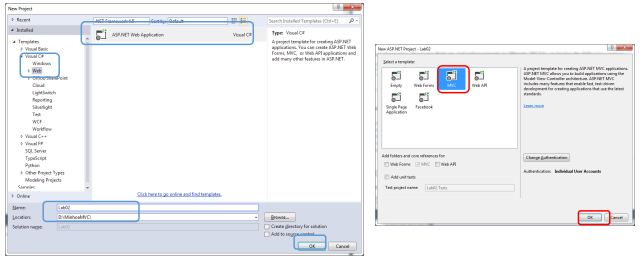 New Project
Recent
.NET Framework 4.5
Sort by: Default
Search Installed Templates (Ctrl+E)
Installed
Templates
Visual Basic
Visual C#
Windows
Web
Office/SharePoint
Cloud
LightSwitch
Reporting
Silverlight
Test
WCF
Workflow
Visual C++
Visual F#
SQL Server
TypeScript
Python
Other Project Types
Modeling Projects
Samples
Online
ASP.NET Web Application
Visual C#
Type: Visual C#
A project template for creating ASP.NET
applications. You can create ASP.NET Web
Forms, MVC, or Web API applications and
add many other features in ASP.NET.
Click here to go online and find templates.
Name:
Lab02
Location:
Solution name:
Lab02
Browse...
Create directory for solution
Add to source control
OK
Cancel
New ASP.NET Project - Lab02
Select a template:
Empty
Web Forms
MVC
Web API
Single Page
Application
Facebook
A project template for creating ASP.NET MVC applications.
ASP.NET MVC allows you to build applications using the
Model-View-Controller architecture. ASP.NET MVC
includes many features that enable fast, test-driven
development for creating applications that use the latest
standards.
Learn more
Change Authentication
Authentication: Individual User Accounts
Add folders and core references for:
Web Forms
MVC
Web API
Add unit tests
Test project name:
Lab02.Tests
OK
Cancel